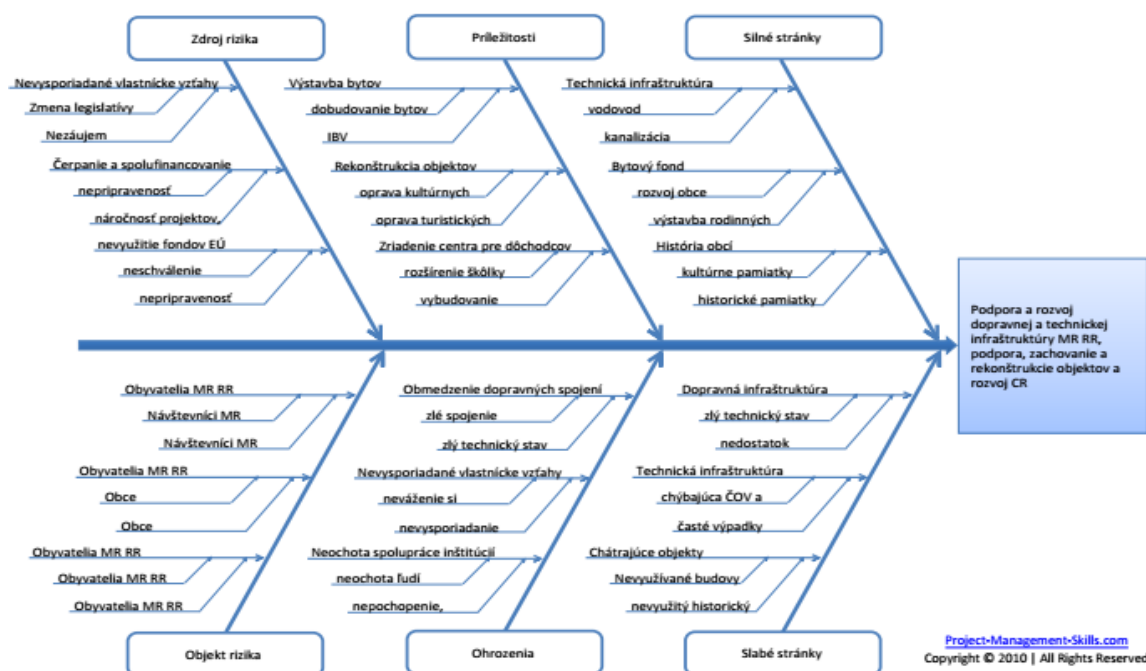 Zdroj rizika
Príležitosti
Silné stránky
Nevysporiadané vlastnícke vzťahy
Zmena legislatívy
Nezáujem
Čerpanie a spolufinancovanie
nepripravenosť
náročnosť projektov,
nevyužitie fondov EÚ
neschválenie
nepripravenosť
Výstavba bytov
dobudovanie bytov
IBV
Rekonštrukcia objektov
oprava kultúrnych
oprava turistických
Zriadenie centra pre dôchodcov
rozšírenie škôlky
vybudovanie
Technická infraštruktúra
vodovod
kanalizácia
Bytový fond
rozvoj obce
výstavba rodinných
História obcí
kultúrne pamiatky
historické pamiatky
Podpora a rozvoj
dopravnej a technickej
infraštruktúry MR RR,
podpora, zachovanie a
rekonštrukcie objektov a
rozvoj CR
Obyvatelia MR RR
Návštevníci MR
Návštevníci MR
Obyvatelia MR RR
Obce
Obce
Obyvatelia MR RR
Obyvatelia MR RR
Obyvatelia MR RR
Obmedzenie dopravných spojení
zlé spojenie
zlý technický stav
Nevysporiadané vlastnícke vzťahy
neváženie si
nevysporiadanie
Neochota spolupráce inštitúcií
neochota ľudí
nepochopenie,
Dopravná infraštruktúra
zlý technický stav
nedostatok
Technická infraštruktúra
chýbajúca ČOV a
časté výpadky
Chátrajúce objekty
Nevyužívané budovy
nevyužitý historický
Objekt rizika
Ohrozenia
Slabé stránky
Project-Management-Skills.com
Copyright © 2010 | All Rights Reserved